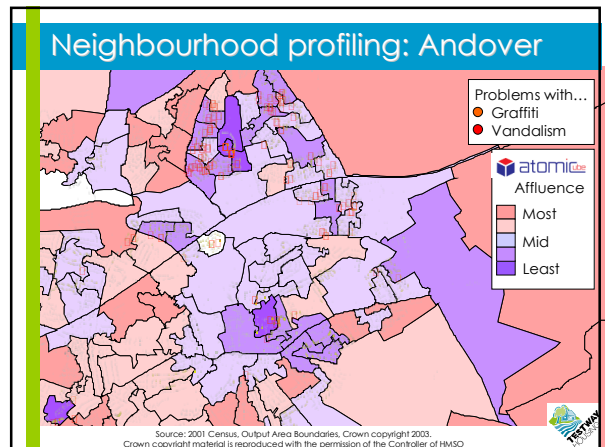 Neighbourhood profiling: Andover
Problems with…
Graffiti
Vandalism
atomic
Affluence
Most
Mid
Least
Source: 2001 Census, Output Area Boundaries, Crown copyright 2003.
Crown copyright material is reproduced with the permission of the Controller of HMSO
TESTWAY
HOUSING